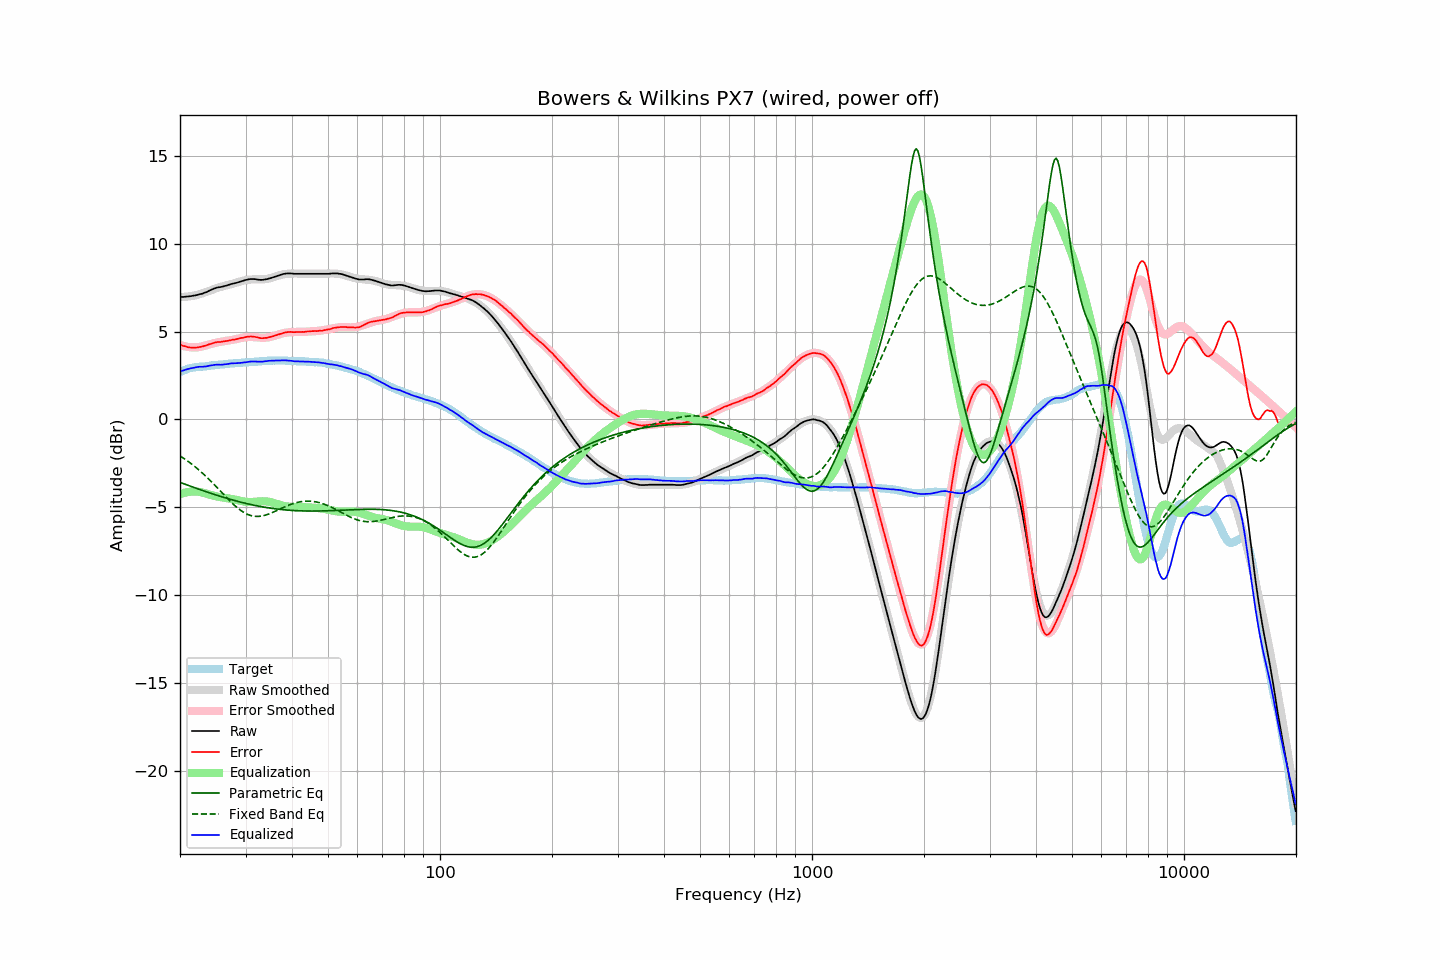 Bowers & Wilkins PX7 (wired, power off)
15
10
5
0
−5
−10
−15
−20
Amplitude (dBr)
Target
Raw Smoothed
Error Smoothed
Raw
Error
Equalization
Parametric Eq
Fixed Band Eq
Equalized
100
1000
10000
Frequency (Hz)